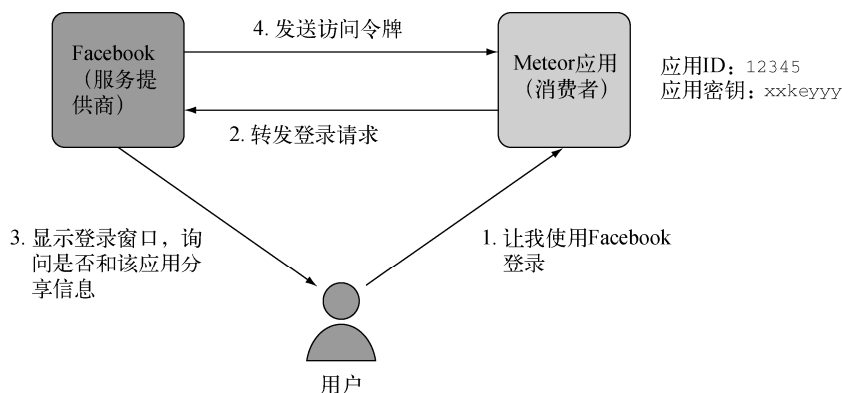 4. 发送访问令牌
Facebook
（服务提
供商）
Meteor应用
（消费者）
应用ID：12345
应用密钥：xxkeyyy
2. 转发登录请求
3. 显示登录窗口，询
问是否和该应用分
享信息
1. 让我使用Facebook
登录
用户